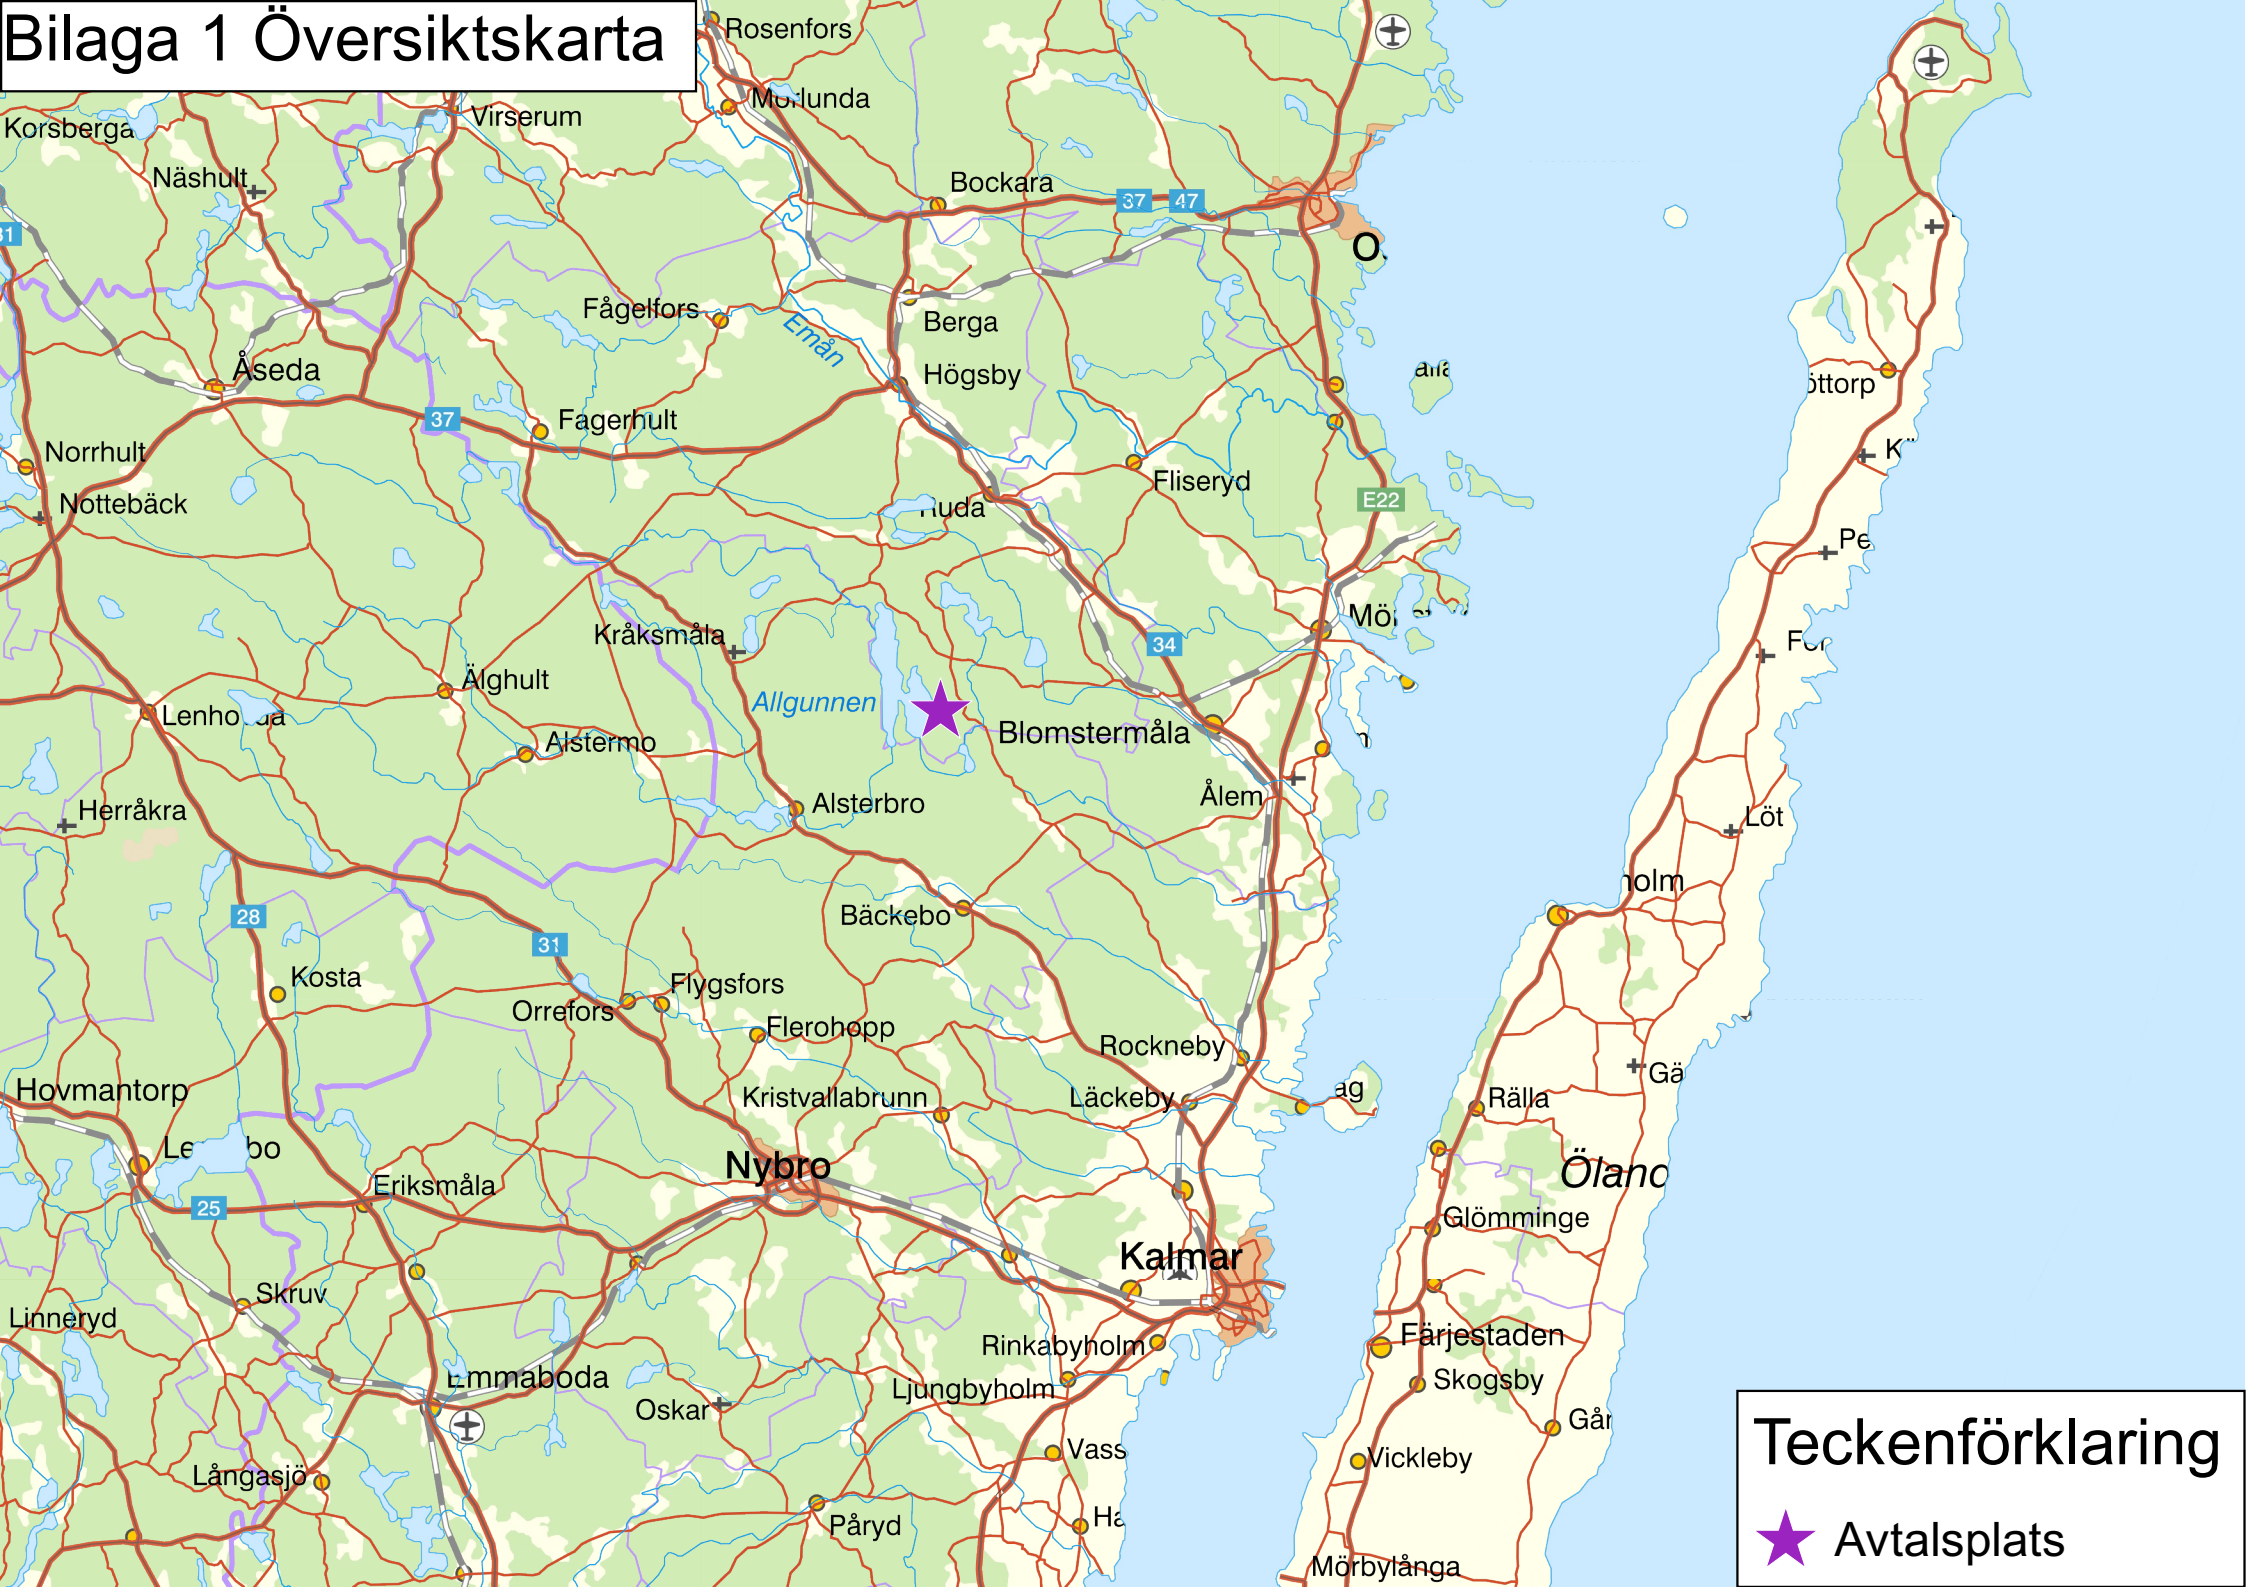 Bilaga 1 Översiktskarta
Rosenfors
Virserum
Korsberga
Näshult
Bockara
37
47
31
Fågelfors
Emån
Berga
Åseda
Högsby
37
Fagerhult
Norrhult
Nottebäck
Fliseryd
E22
Kråksmåla
34
Älghult
Allgunnen
Blomstermåla
Alstermo
Ålem
Herråkra
Alsterbro
Löt
28
Bäckebo
31
Kosta
Flygsfors
Orrefors
Flerohopp
Rockneby
Hovmantorp
Kristvallabrunn
Läckeby
Rälla
Nybro
Eriksmåla
25
Glömminge
Kalmar
Skruv
Linneryd
Färjestaden
Rinkabyholm
Emmaboda
Ljungbyholm
Skogsby
Oskar
Vickleby
Långasjö
Påryd
Mörbylånga
Teckenförklaring
Avtalsplats